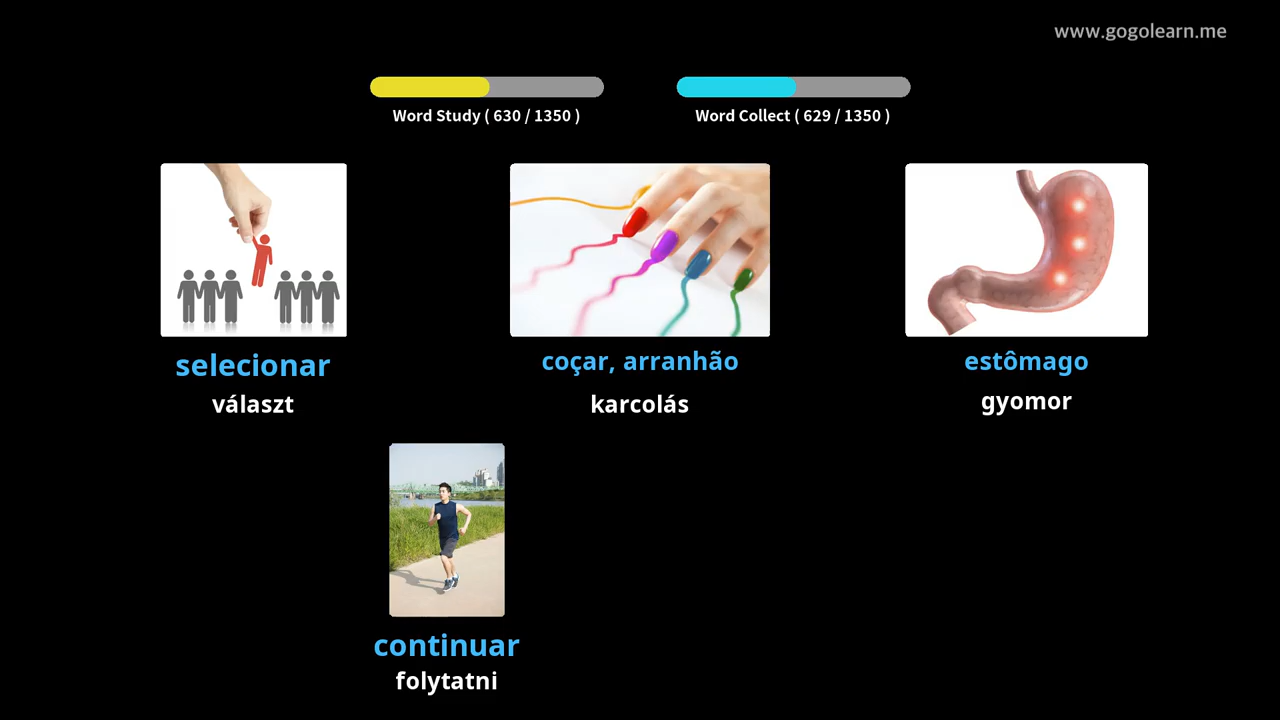 www.gogolearn.me
Word Study ( 630 / 1350 )
Word Collect ( 629 / 1350 )
selecionar
választ
coçar, arranhão
karcolás
estômago
gyomor
continuar
folytatni